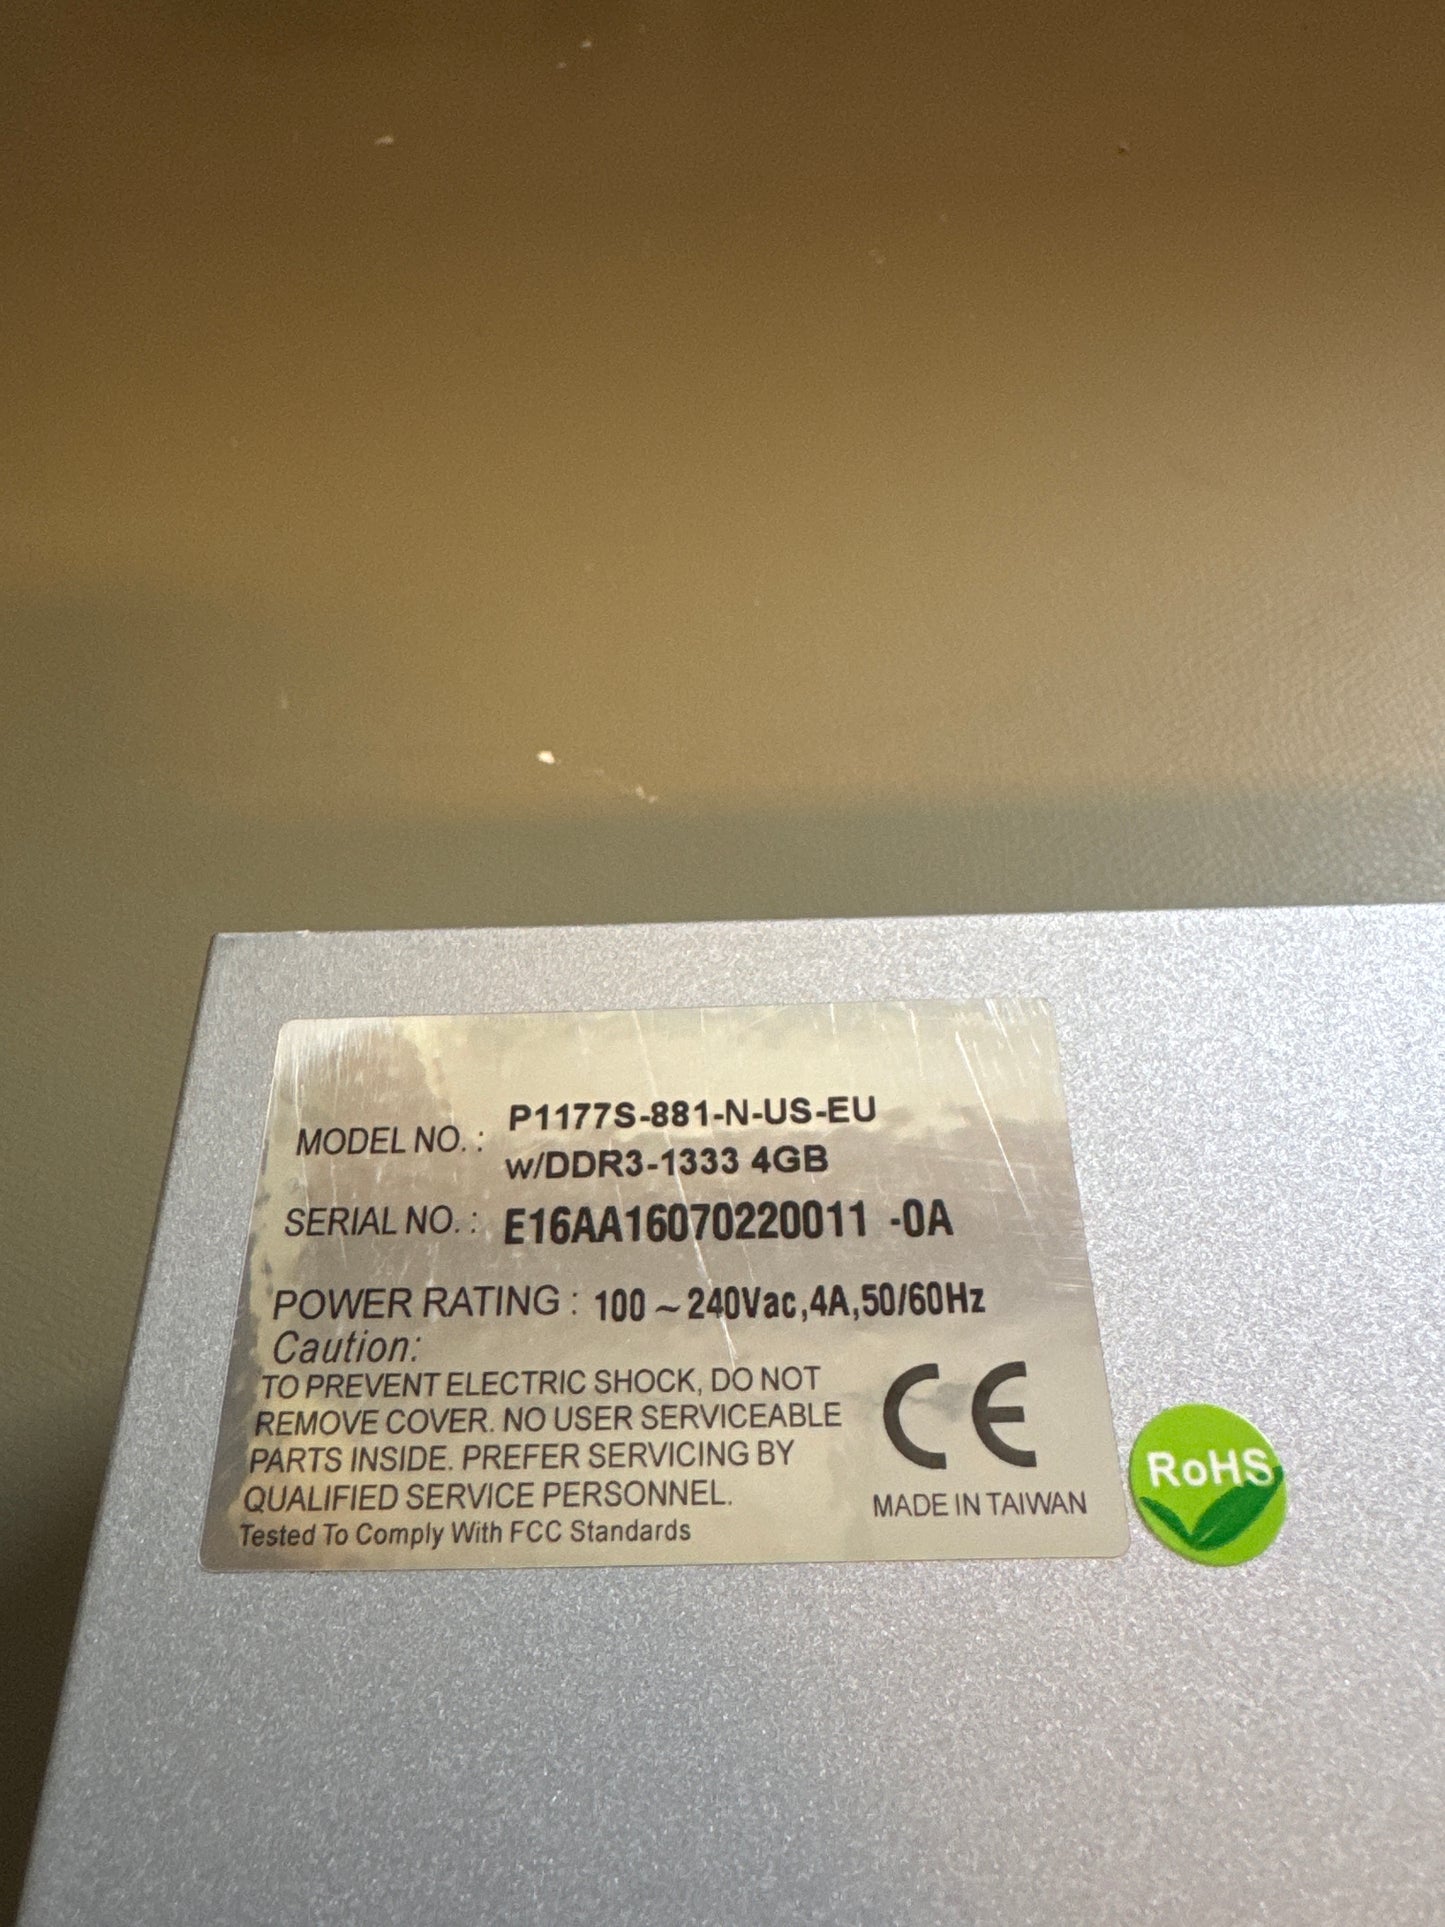 MODEL NO. : P1177S-881-N-US-EU
w/DDR3-1333 4GB
SERIAL NO. : E16AA16070220011 -0A
POWER RATING : 100 ~ 240Vac,4A,50/60Hz
Caution:
TO PREVENT ELECTRIC SHOCK, DO NOT
REMOVE COVER. NO USER SERVICEABLE
PARTS INSIDE. PREFER SERVICING BY
QUALIFIED SERVICE PERSONNEL.
Tested To Comply With FCC Standards
CE
MADE IN TAIWAN
RoHS